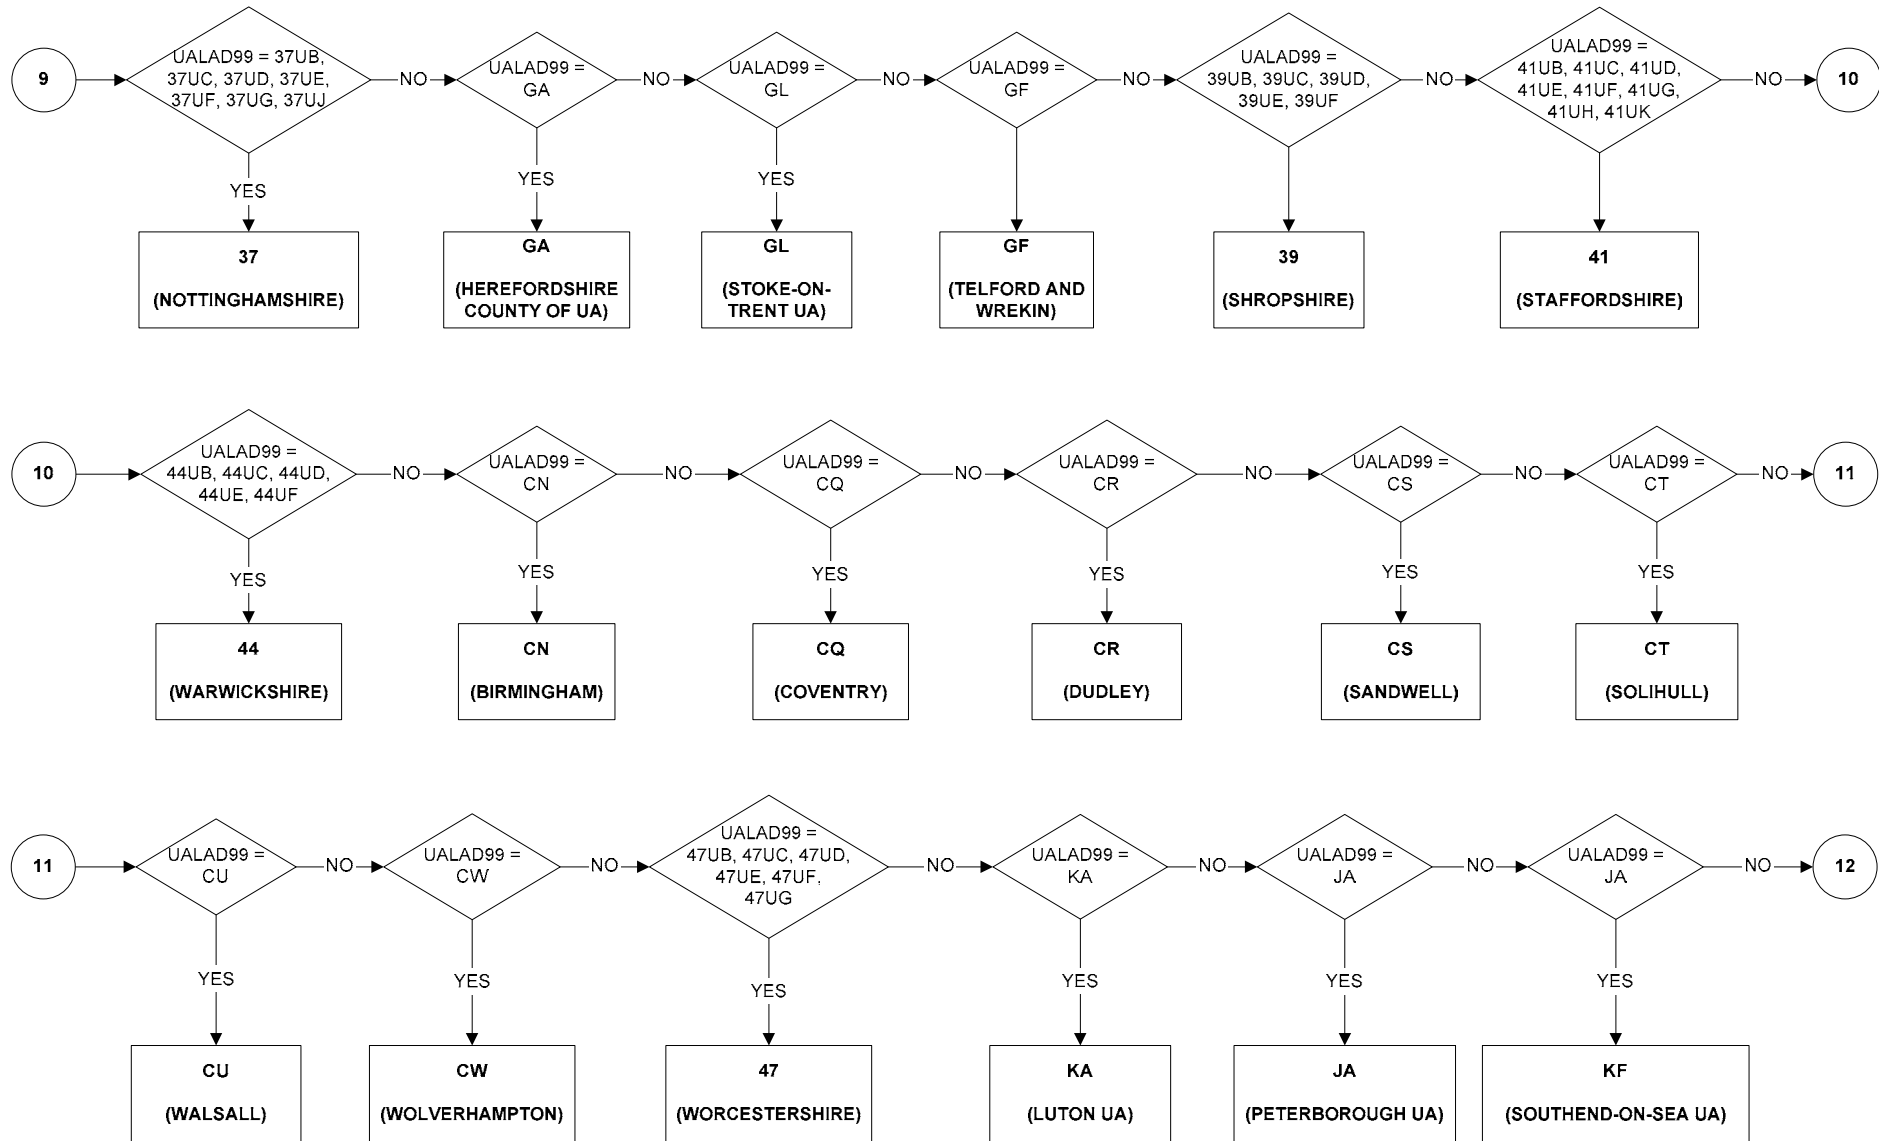 9
UALAD99 = 37UB,
37UC, 37UD, 37UE,
37UF, 37UG, 37UJ
NO
UALAD99 =
GA
NO
UALAD99 =
GL
NO
UALAD99 =
GF
NO
UALAD99 =
39UB, 39UC, 39UD,
39UE, 39UF
NO
UALAD99 =
41UB, 41UC, 41UD,
41UE, 41UF, 41UG,
41UH, 41UK
NO
10
YES
YES
YES
37
(NOTTINGHAMSHIRE)
GA
(HEREFORDSHIRE
COUNTY OF UA)
GL
(STOKE-ON-
TRENT UA)
GF
(TELFORD AND
WREKIN)
39
(SHROPSHIRE)
41
(STAFFORDSHIRE)
10
UALAD99 =
44UB, 44UC, 44UD,
44UE, 44UF
NO
UALAD99 =
CN
NO
UALAD99 =
CQ
NO
UALAD99 =
CR
NO
UALAD99 =
CS
NO
UALAD99 =
CT
NO
11
YES
YES
YES
YES
YES
YES
44
(WARWICKSHIRE)
CN
(BIRMINGHAM)
CQ
(COVENTRY)
CR
(DUDLEY)
CS
(SANDWELL)
CT
(SOLIHULL)
11
UALAD99 =
CU
NO
UALAD99 =
CW
NO
UALAD99 =
47UB, 47UC, 47UD,
47UE, 47UF,
47UG
NO
UALAD99 =
KA
NO
UALAD99 =
JA
NO
UALAD99 =
JA
NO
12
YES
YES
YES
YES
YES
YES
CU
(WALSALL)
CW
(WOLVERHAMPTON)
47
(WORCESTERSHIRE)
KA
(LUTON UA)
JA
(PETERBOROUGH UA)
KF
(SOUTHEND-ON-SEA UA)